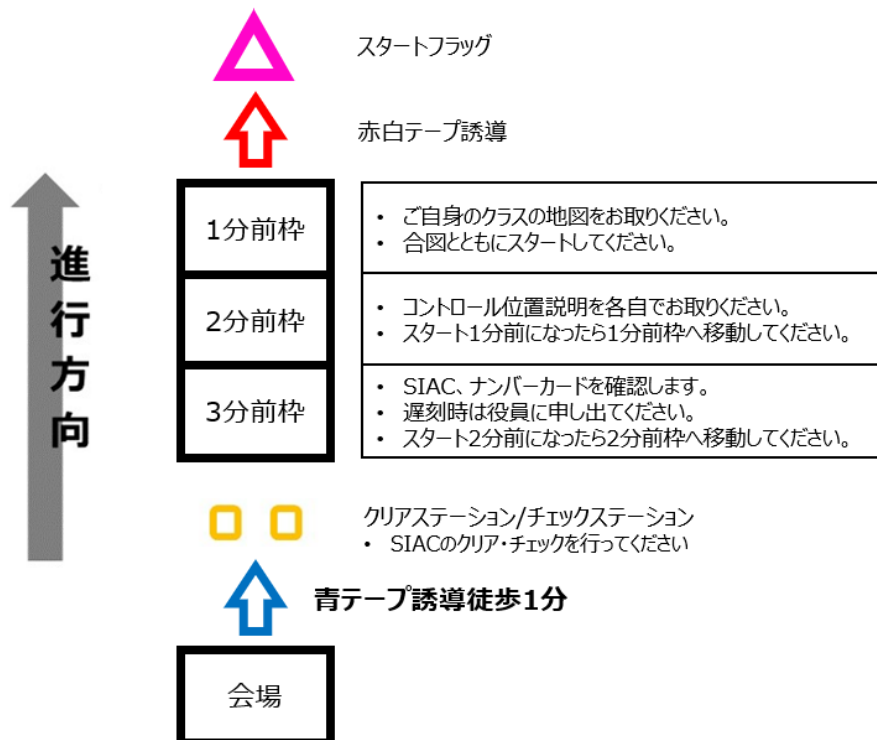 スタートフラッグ
赤白テープ誘導
進行方向
1分前枠
• ご自身のクラスの地図をお取りください。
• 合図とともにスタートしてください。
2分前枠
• コントロール位置説明を各自でお取りください。
• スタート1分前になったら1分前枠へ移動してください。
3分前枠
• SIAC、ナンバーカードを確認します。
• 遅刻時は役員に申し出てください。
• スタート2分前になったら2分前枠へ移動してください。
クリアステーション/チェックステーション
• SIACのクリア・チェックを行ってください
青テープ誘導徒歩1分
会場